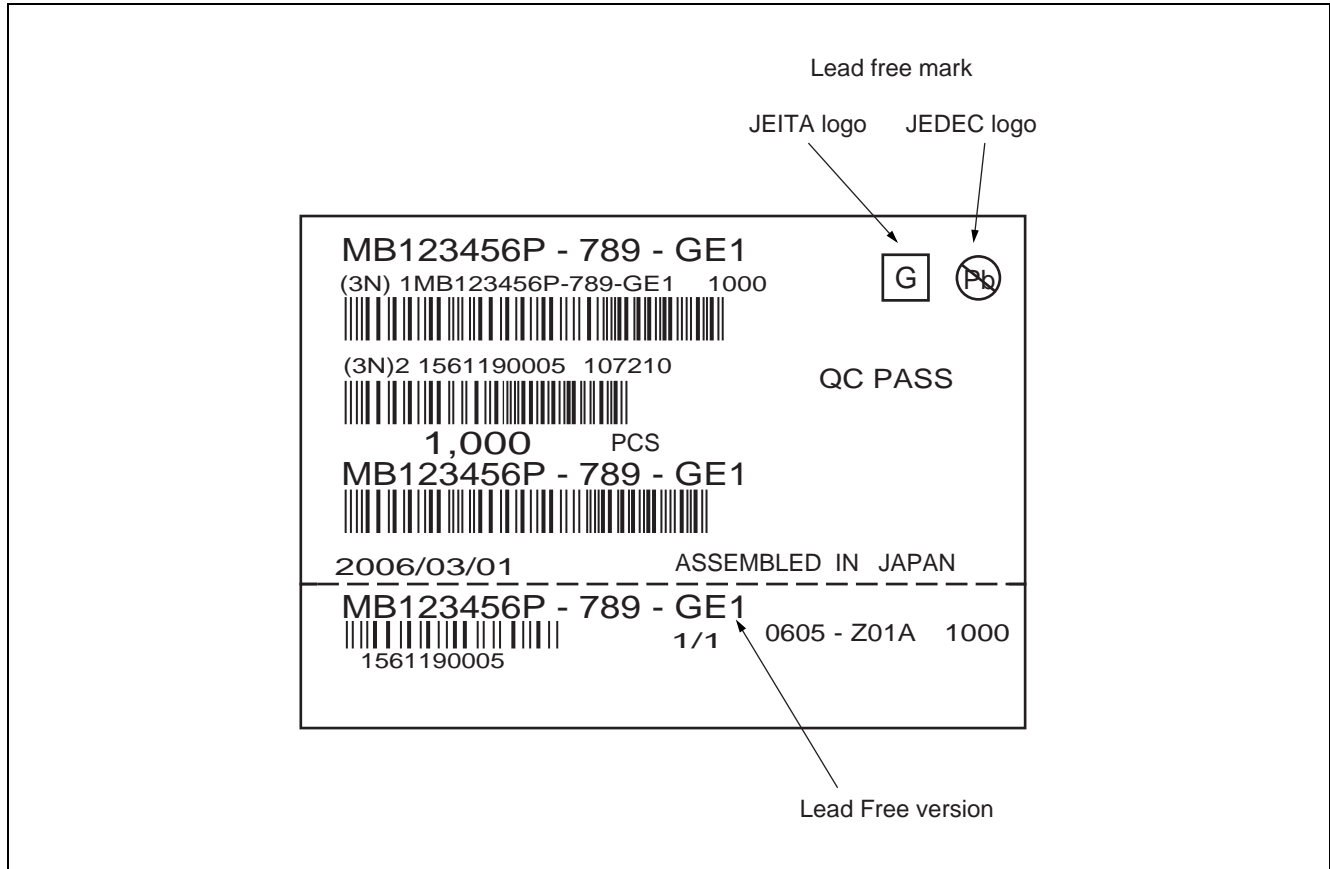 Lead free mark
JEITA logo JEDEC logo
MB123456P - 789 - GE1
(3N) 1MB123456P-789-GE1 1000
G Pb
(3N)2 1561190005 107210
QC PASS
1,000 PCS
MB123456P - 789 - GE1
2006/03/01 ASSEMBLED IN JAPAN
MB123456P - 789 - GE1
1/1 0605 - Z01A 1000
1561190005
Lead Free version